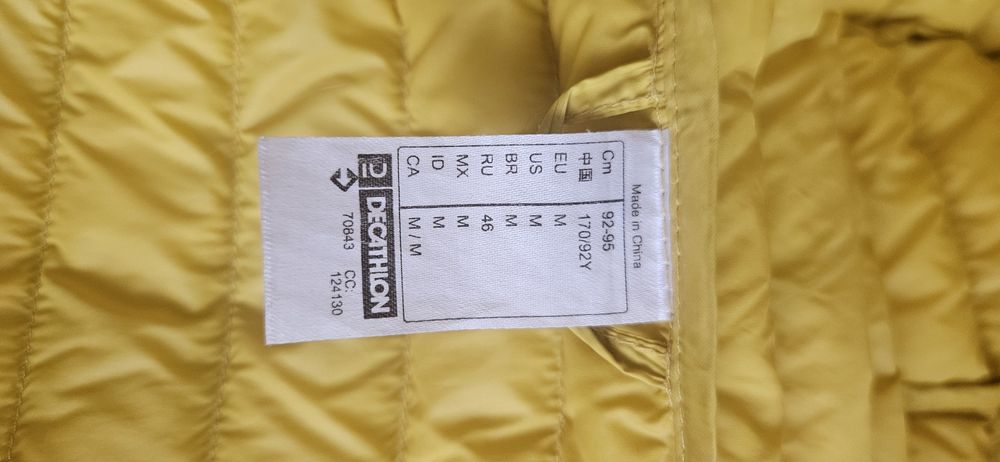 Made in China
Cm 92-95
中国 170/92Y
EU M
US M
BR M
RU 46
MX M
ID M
CA M / M
DECATHLON
70843 CC:
124130